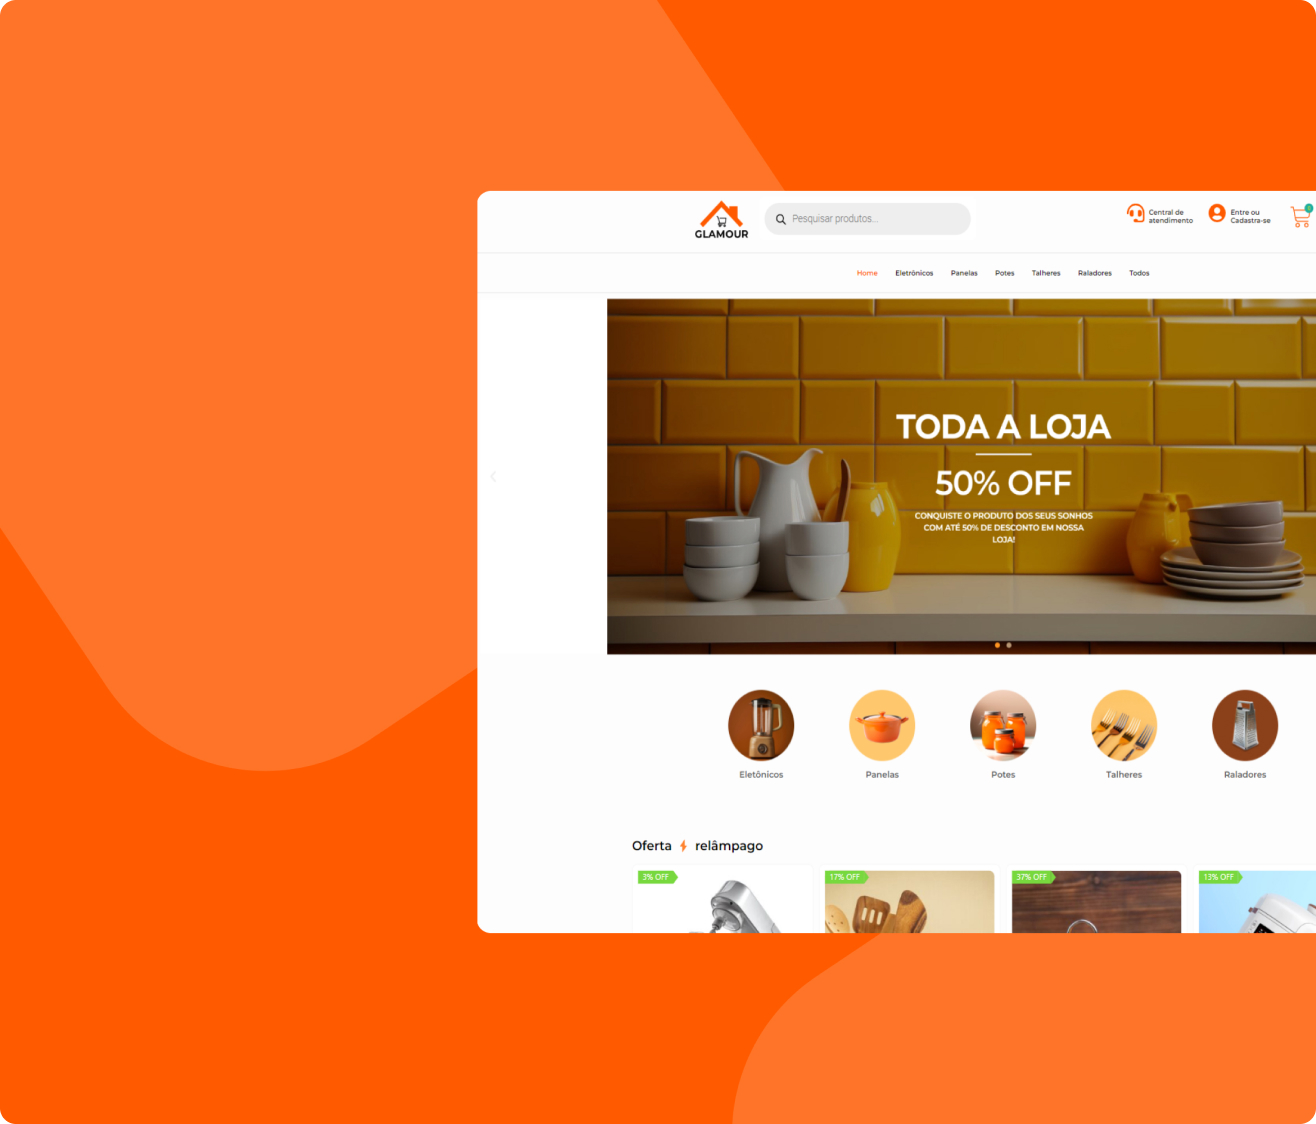 GLAMOUR
Pesquisar produtos...
Central de
atendimento
Entre ou
Cadastra-se
0
Home Eletrônicos Panelas Potes Talheres Raladores Todos
TODA A LOJA
50% OFF
CONQUISTE O PRODUTO DOS SEUS SONHOS
COM ATÉ 50% DE DESCONTO EM NOSSA
LOJA!
Eletônicos Panelas Potes Talheres Raladores
Oferta relâmpago
3% OFF 17% OFF 37% OFF 13% OFF